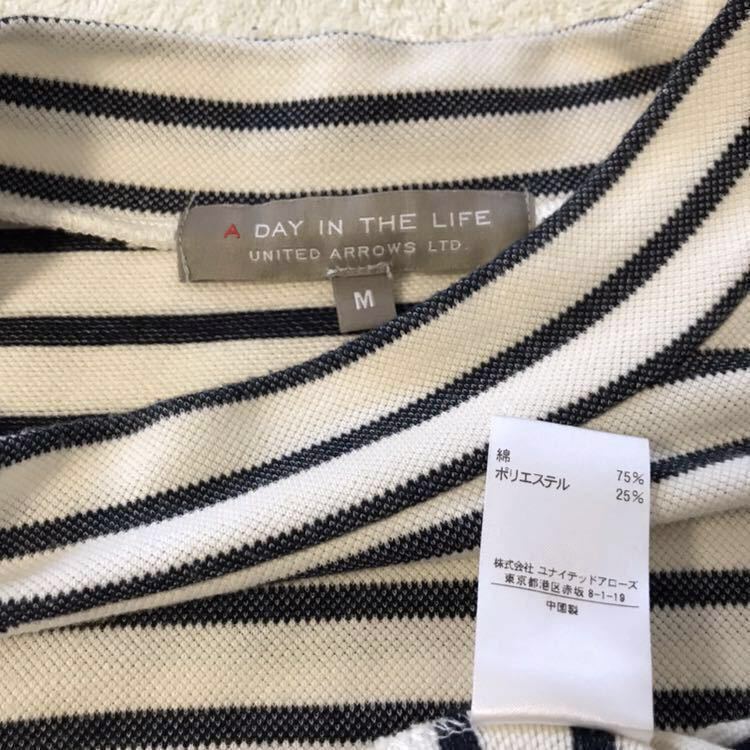 A DAY IN THE LIFE
UNITED ARROWS LTD.
M
綿 75%
ポリエステル 25%
株式会社 ユナイテッドアローズ
東京都港区赤坂 8-1-19
中国製